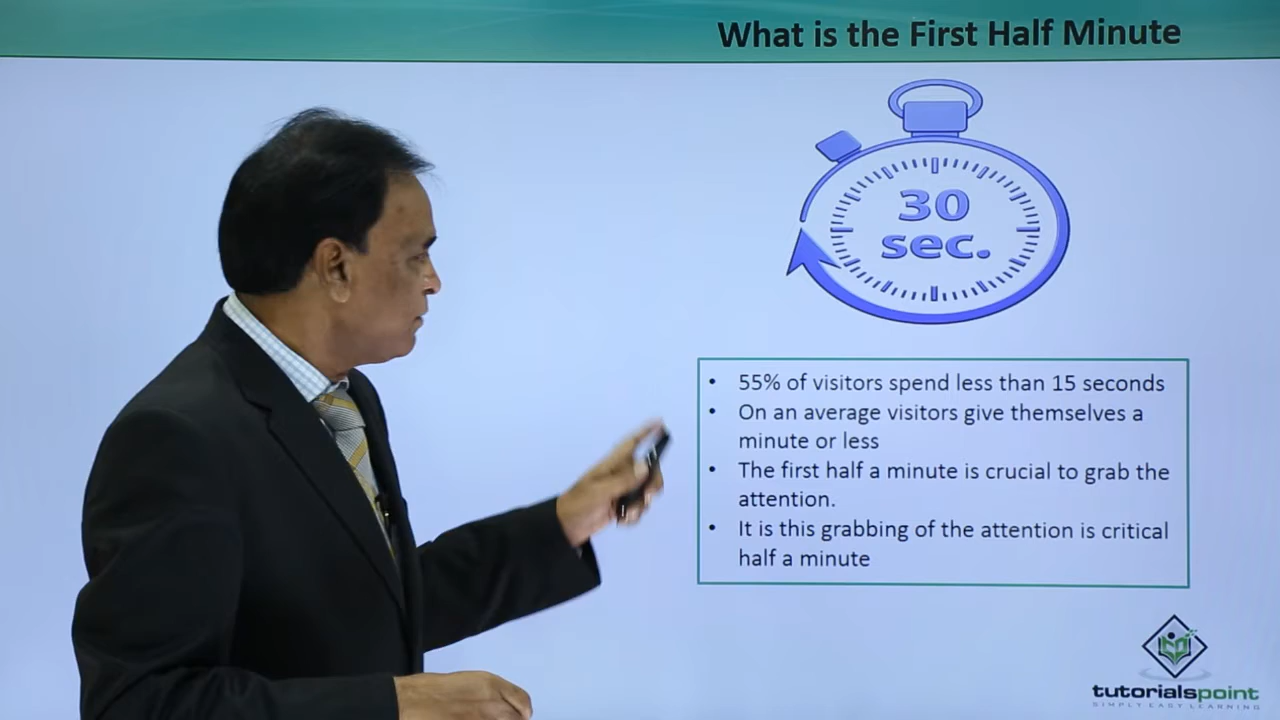 What is the First Half Minute
30
sec.
• 55% of visitors spend less than 15 seconds
• On an average visitors give themselves a
minute or less
• The first half a minute is crucial to grab the
attention.
• It is this grabbing of the attention is critical
half a minute
tutorialspoint
SIMPLY EASY LEARNING